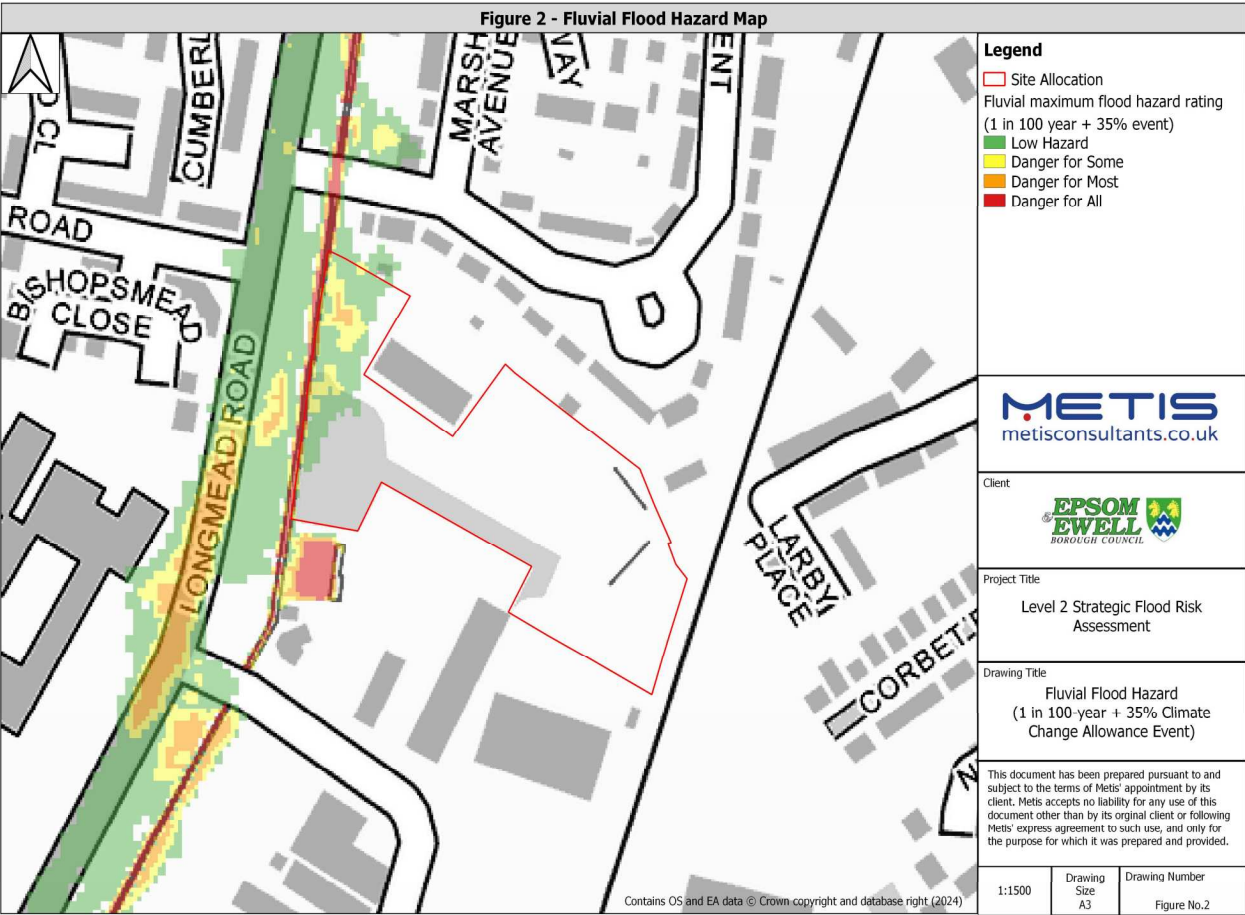 Figure 2 - Fluvial Flood Hazard Map
CUMBERL
MARSH
AVENUE
WAY
ENT
D CL
ROAD
BISHOPSMEAD
CLOSE
LONGMEAD ROAD
LARBY
PLACE
CORBET
N
Contains OS and EA data © Crown copyright and database right (2024)
Legend
Site Allocation
Fluvial maximum flood hazard rating
(1 in 100 year + 35% event)
Low Hazard
Danger for Some
Danger for Most
Danger for All
METIS
metisconsultants.co.uk
Client
EPSOM
& EWELL
BOROUGH COUNCIL
Project Title
Level 2 Strategic Flood Risk
Assessment
Drawing Title
Fluvial Flood Hazard
(1 in 100-year + 35% Climate
Change Allowance Event)
This document has been prepared pursuant to and
subject to the terms of Metis' appointment by its
client. Metis accepts no liability for any use of this
document other than by its orginal client or following
Metis' express agreement to such use, and only for
the purpose for which it was prepared and provided.
1:1500
Drawing
Size
A3
Drawing Number
Figure No.2